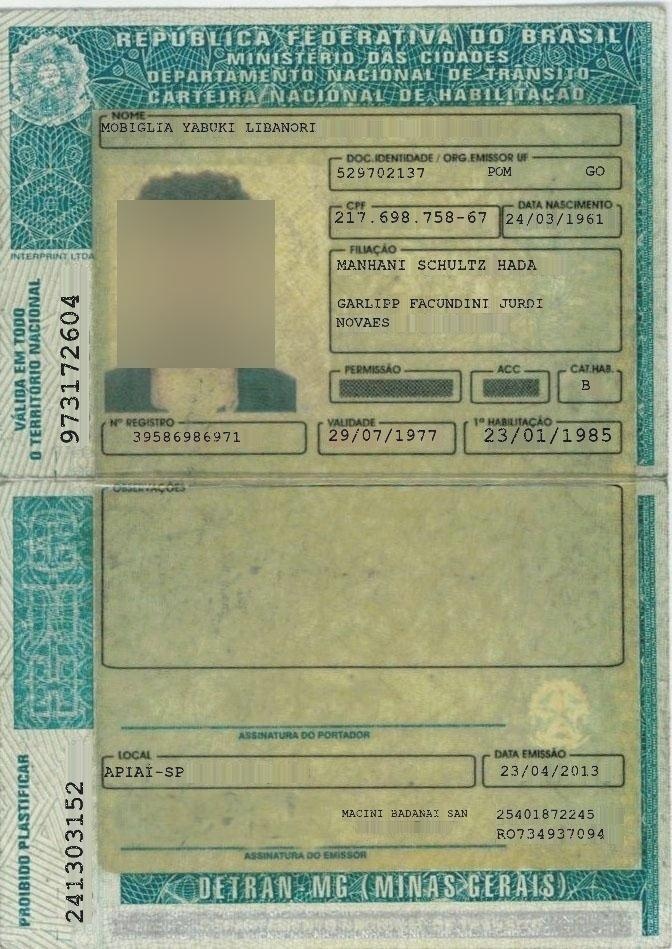 REPÚBLICA FEDERATIVA DO BRASIL
MINISTÉRIO DAS CIDADES
DEPARTAMENTO NACIONAL DE TRÂNSITO
CARTEIRA NACIONAL DE HABILITAÇÃO
NOME
MOBIGLIA YABUKI LIBANORI
DOC. IDENTIDADE / ORG. EMISSOR UF
529702137 POM GO
CPF DATA NASCIMENTO
217.698.758-67 24/03/1961
FILIAÇÃO
MANHANI SCHULTZ HADA
GARLIPP FACUNDINI JURDI
NOVAES
PERMISSÃO ACC CAT. HAB.
B
Nº REGISTRO VALIDADE 1ª HABILITAÇÃO
39586986971 29/07/1977 23/01/1985
INTERPRINT LTDA
VÁLIDA EM TODO
O TERRITÓRIO NACIONAL
973172604
OBSERVAÇÕES
ASSINATURA DO PORTADOR
LOCAL DATA EMISSÃO
APIAÍ-SP 23/04/2013
MACINI BADANAI SAN 25401872245
RO734937094
ASSINATURA DO EMISSOR
PROIBIDO PLASTIFICAR
241303152
DETRAN-MG (MINAS GERAIS)